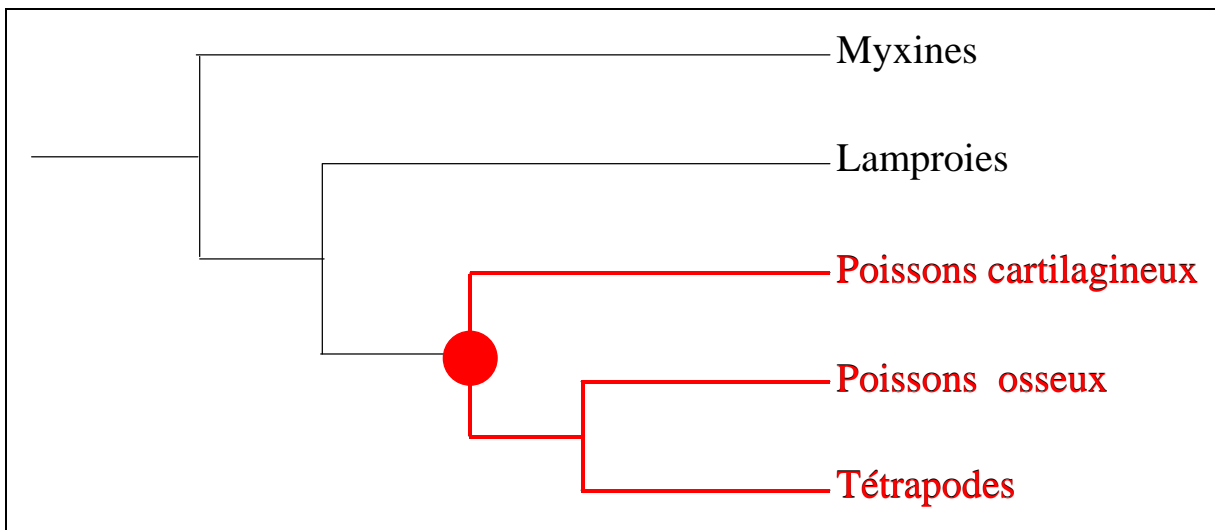 Myxines
Lamproies
Poissons cartilagineux
Poissons osseux
Tétrapodes